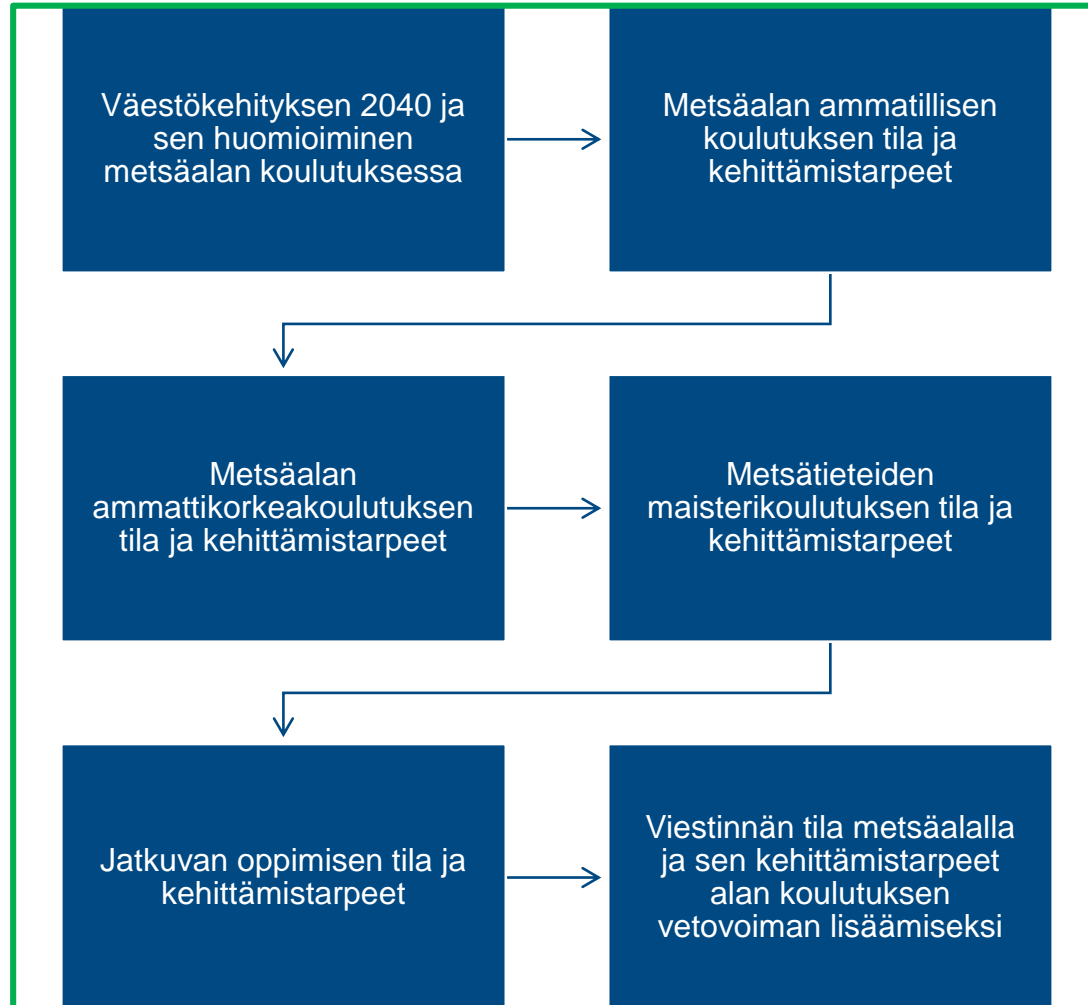 Väestökehityksen 2040 ja
sen huomioiminen
metsäalan koulutuksessa
Metsäalan ammatillisen
koulutuksen tila ja
kehittämistarpeet
Metsäalan
ammattikorkeakoulutuksen
tila ja kehittämistarpeet
Metsätieteiden
maisterikoulutuksen tila ja
kehittämistarpeet
Jatkuvan oppimisen tila ja
kehittämistarpeet
Viestinnän tila metsäalalla
ja sen kehittämistarpeet
alan koulutuksen
vetovoiman lisäämiseksi